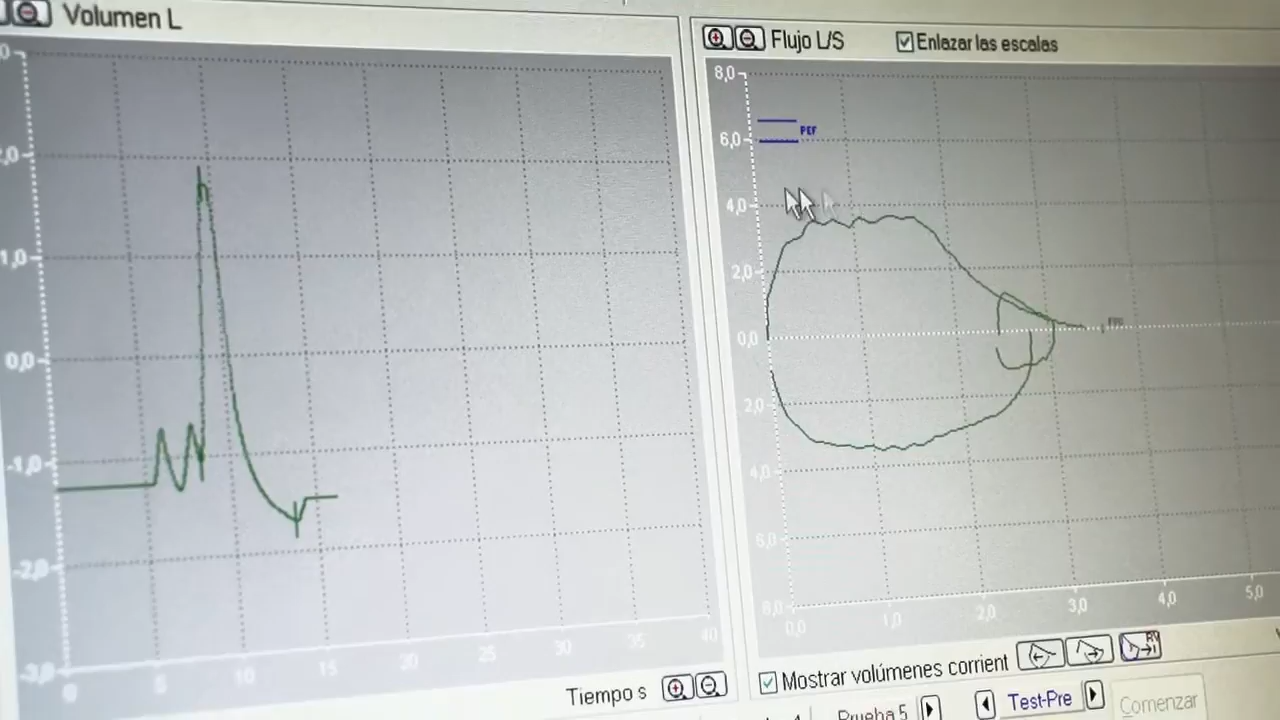 Volumen L
2,0
1,0
0,0
-1,0
-2,0
-3,0
0 5 10 15 20 25 30 35 40
Tiempo s
Flujo L/S
Enlazar las escalas
8,0
6,0
PEF
4,0
2,0
0,0
2,0
4,0
6,0
8,0
0,0 1,0 2,0 3,0 4,0 5,0
Mostrar volúmenes corrient
RV
Prueba 5
Test-Pre
Comenzar